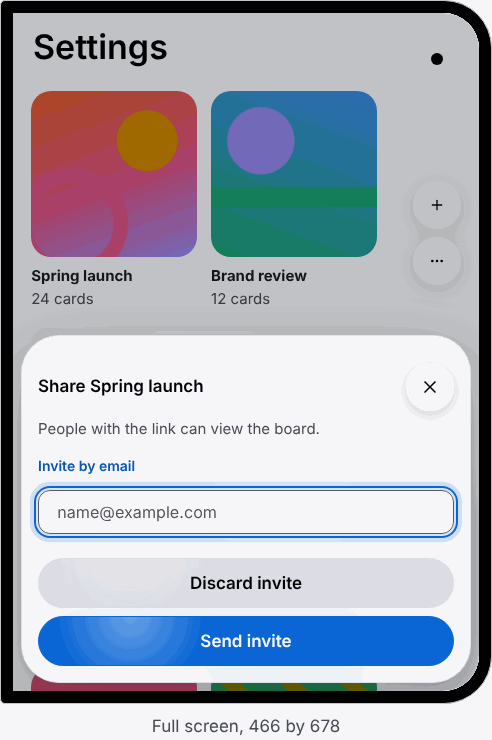 Settings
Spring launch
24 cards
Brand review
12 cards
Share Spring launch
People with the link can view the board.
Invite by email
name@example.com
Discard invite
Send invite
Full screen, 466 by 678